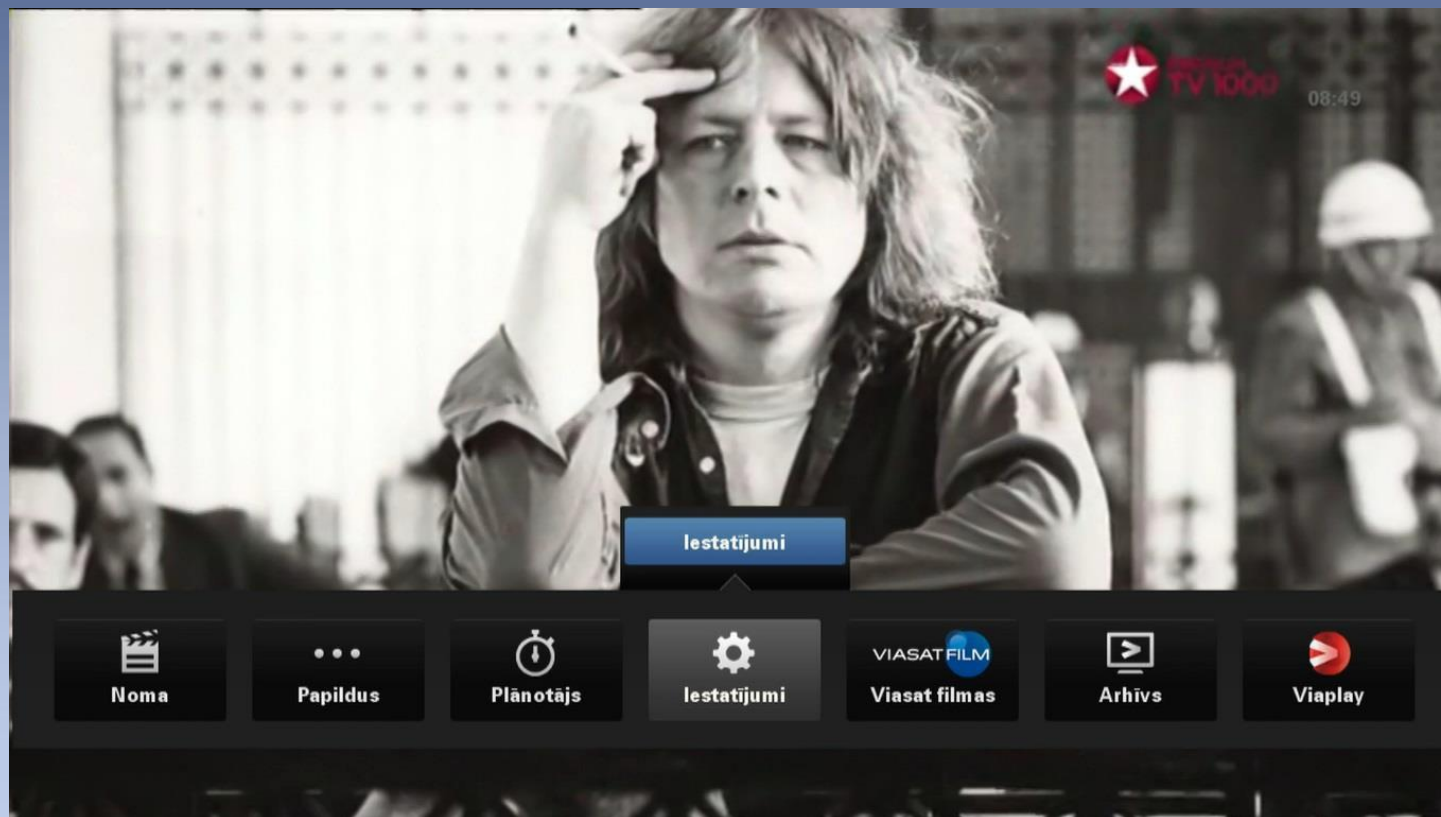 TV 1000
08:49
Iestatījumi
Noma
Papildus
Plānotājs
Iestatījumi
VIASAT FILM
Viasat filmas
Arhīvs
Viaplay